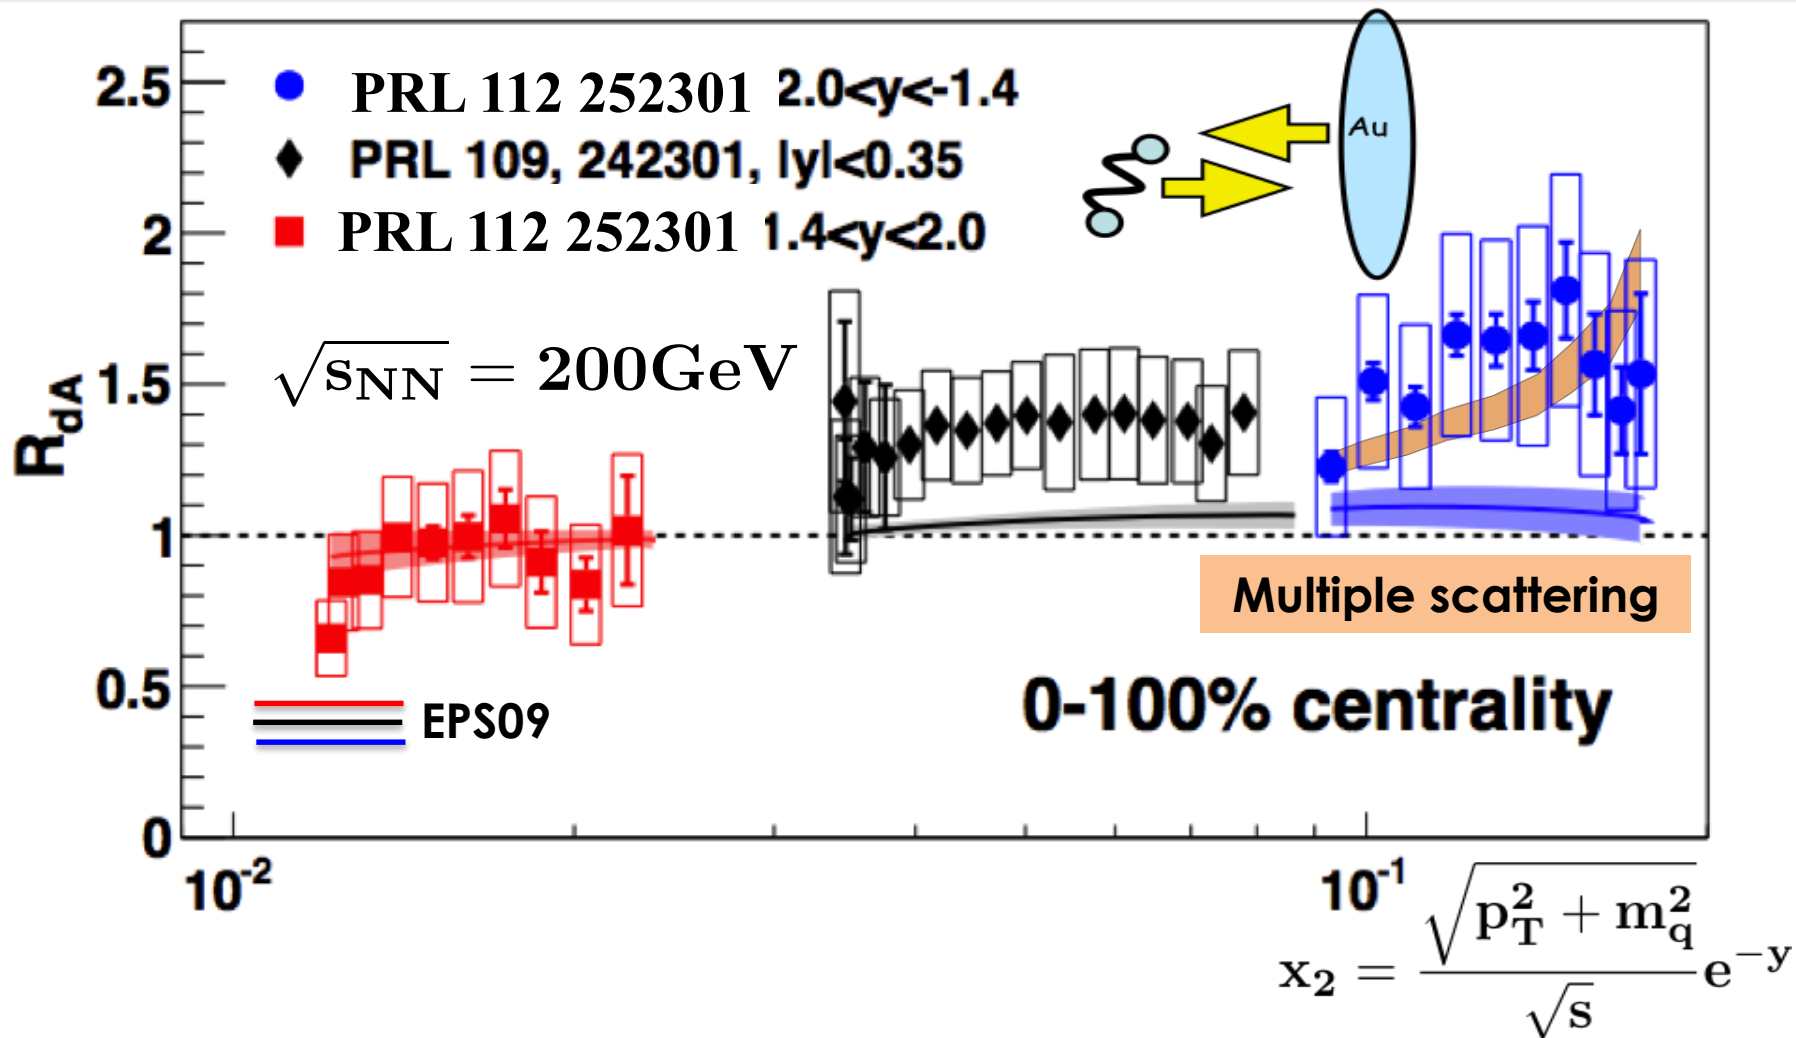 2.5
2
1.5
1
0.5
0
R_dA
PRL 112 252301 2.0<y<-1.4
PRL 109, 242301, |y|<0.35
PRL 112 252301 1.4<y<2.0
√s_NN = 200GeV
Au
EPS09
Multiple scattering
0-100% centrality
10^-2
10^-1
x_2 = √(p_T^2 + m_q^2) / √s e^-y